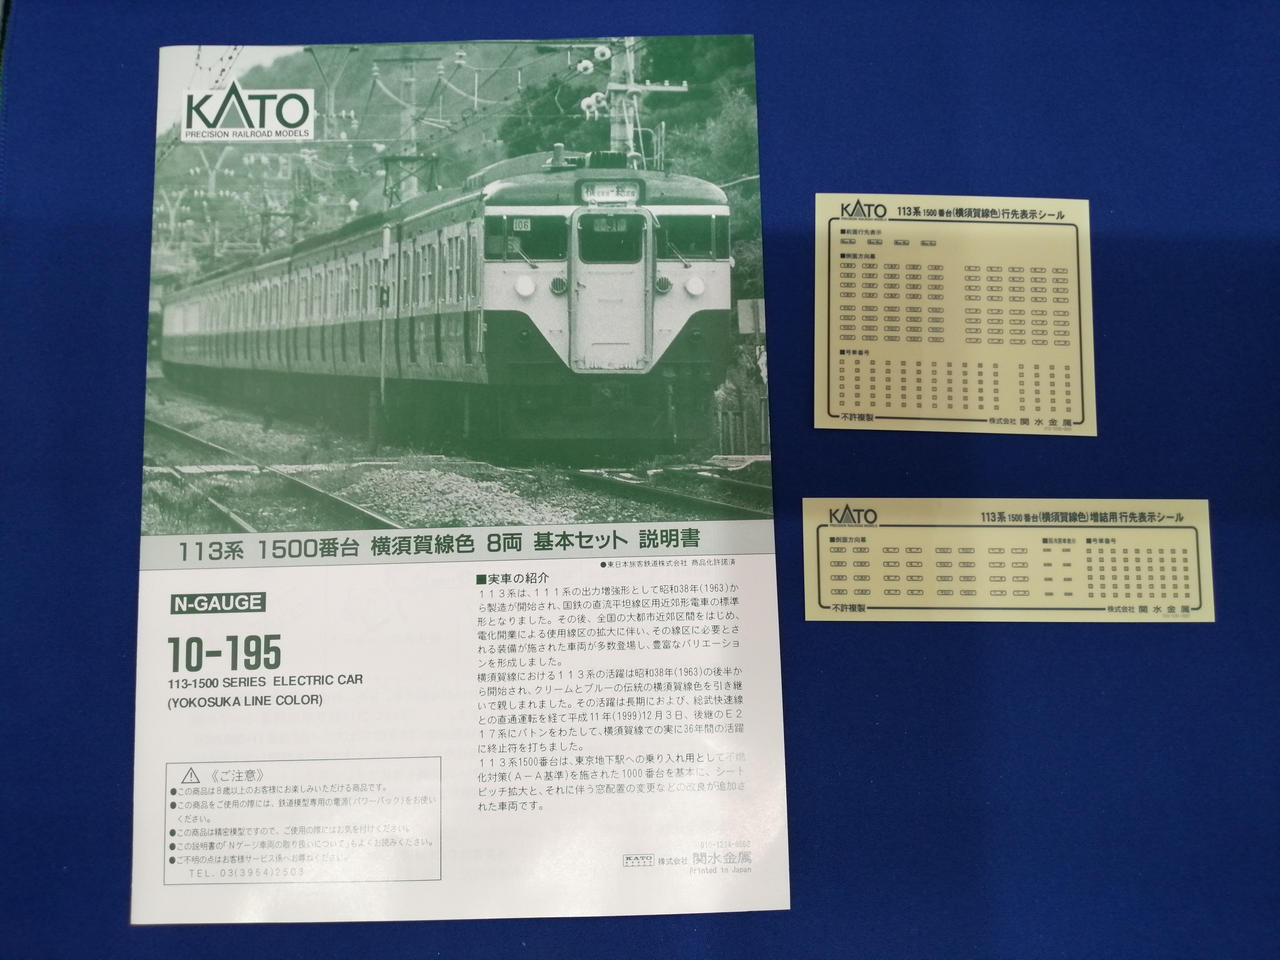 KATO
PRECISION RAILROAD MODELS
106
113系 1500番台 横須賀線色 8両 基本セット 説明書
●東日本旅客鉄道株式会社 商品化許諾済
N-GAUGE
10-195
113-1500 SERIES ELECTRIC CAR
(YOKOSUKA LINE COLOR)
《ご注意》
●この商品は8歳以上のお客様にお楽しみいただける商品です。
●この商品をご使用の際には、鉄道模型専用の電源(パワーパック)をお使い
ください。
●この商品は精密模型ですので、ご使用の際にはお気を付けください。
●この説明書の「Nゲージ車両の取り扱いについて」もよくお読みください。
●ご不明の点はお客様サービス係へお尋ねください。
TEL. 03(3954)2503
■実車の紹介
113系は、111系の出力増強形として昭和38年(1963)か
ら製造が開始され、国鉄の直流平坦線区用近郊形電車の標準
形となりました。その後、全国の大都市近郊区間をはじめ、
電化開業による使用線区の拡大に伴い、その線区に必要とさ
れる装備が施された車両が多数登場し、豊富なバリエーショ
ンを形成しました。
横須賀線における113系の活躍は昭和38年(1963)の後半か
ら開始され、クリームとブルーの伝統の横須賀線色を引き継
いで親しまれました。その活躍は長期におよび、総武快速線
との直通運転を経て平成11年(1999)12月3日、後継のE2
17系にバトンをわたして、横須賀線での実に36年間の活躍
に終止符を打ちました。
113系1500番台は、東京地下駅への乗り入れ用として不燃
化対策(A-A基準)を施された1000番台を基本に、シート
ピッチ拡大と、それに伴う窓配置の変更などの改良が追加さ
れた車両です。
KATO 株式会社 関水金属
Printed in Japan
KATO
PRECISION RAILROAD MODELS
113系 1500番台(横須賀線色)行先表示シール
■前面行先表示
■側面方向幕
■号車番号
不許複製
株式会社 関水金属
KATO
PRECISION RAILROAD MODELS
113系 1500番台(横須賀線色)増結用行先表示シール
■側面方向幕
■号車番号
不許複製
株式会社 関水金属